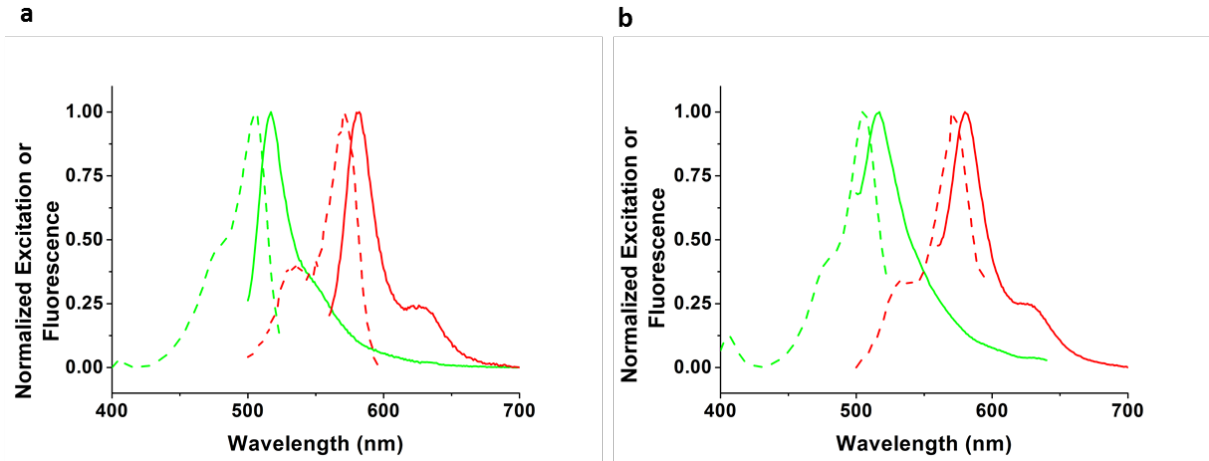 a
b
Normalized Excitation or
Fluorescence
1.00
0.75
0.50
0.25
0.00
400
500
600
700
Wavelength (nm)
Normalized Excitation or
Fluorescence
1.00
0.75
0.50
0.25
0.00
400
500
600
700
Wavelength (nm)